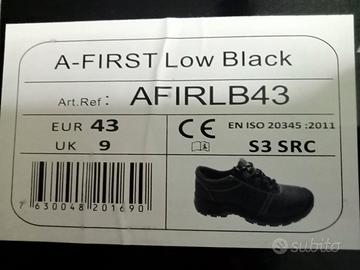 A-FIRST Low Black
Art.Ref: AFIRLB43
EUR 43
UK 9
CE EN ISO 20345 :2011
S3 SRC
7 630048 201690
subito